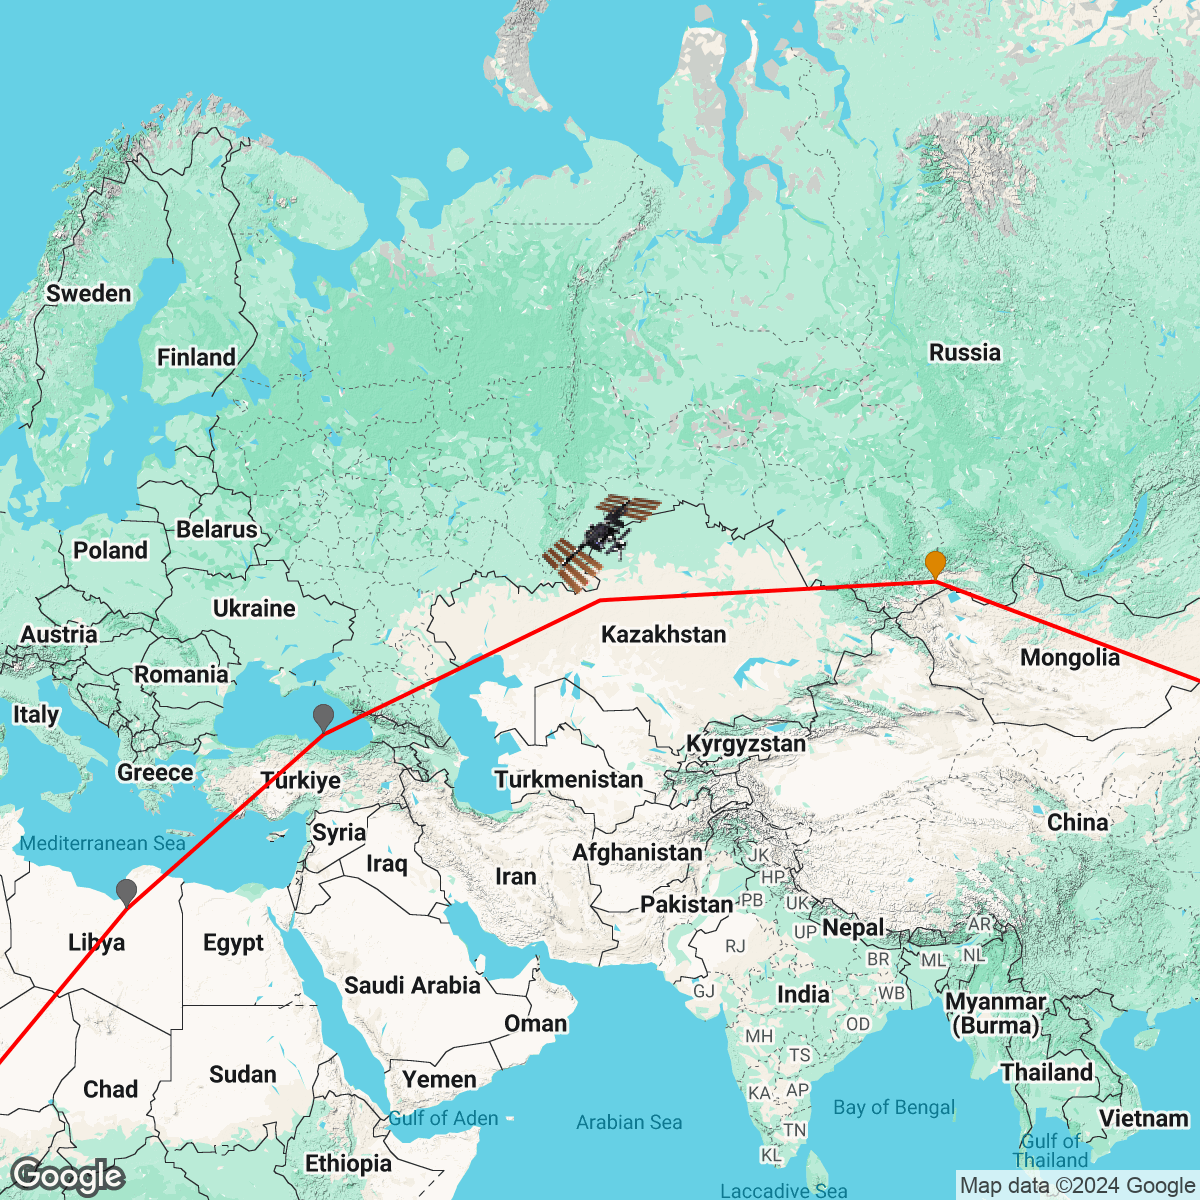 Sweden
Finland
Russia
Belarus
Poland
Ukraine
Austria
Kazakhstan
Mongolia
Romania
Italy
Kyrgyzstan
Greece
Türkiye
Turkmenistan
China
Syria
Mediterranean Sea
Afghanistan
JK
Iraq
Iran
HP
Pakistan
PB
UK
AR
Nepal
UP
Libya
Egypt
RJ
BR
ML
NL
Saudi Arabia
GJ
India
WB
Myanmar
(Burma)
Oman
OD
MH
TS
Sudan
Yemen
Thailand
Chad
KA
AP
Gulf of Aden
Arabian Sea
Bay of Bengal
Vietnam
TN
Gulf of
Thailand
KL
Ethiopia
Google
Laccadive Sea
Map data ©2024 Google